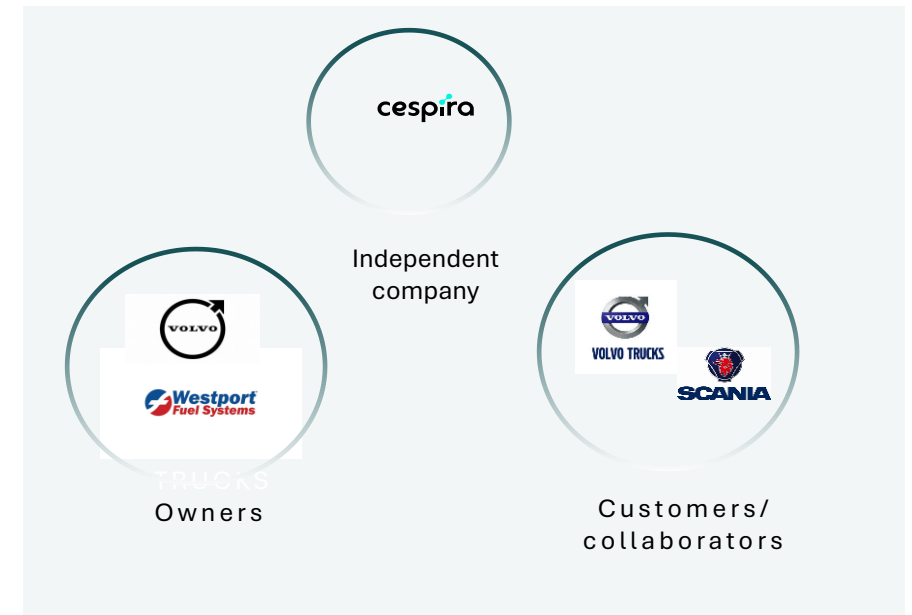 cespira
Independent
company
VOLVO
Westport
Fuel Systems
TRUCKS
Owners
VOLVO
VOLVO TRUCKS
SCANIA
Customers/
collaborators